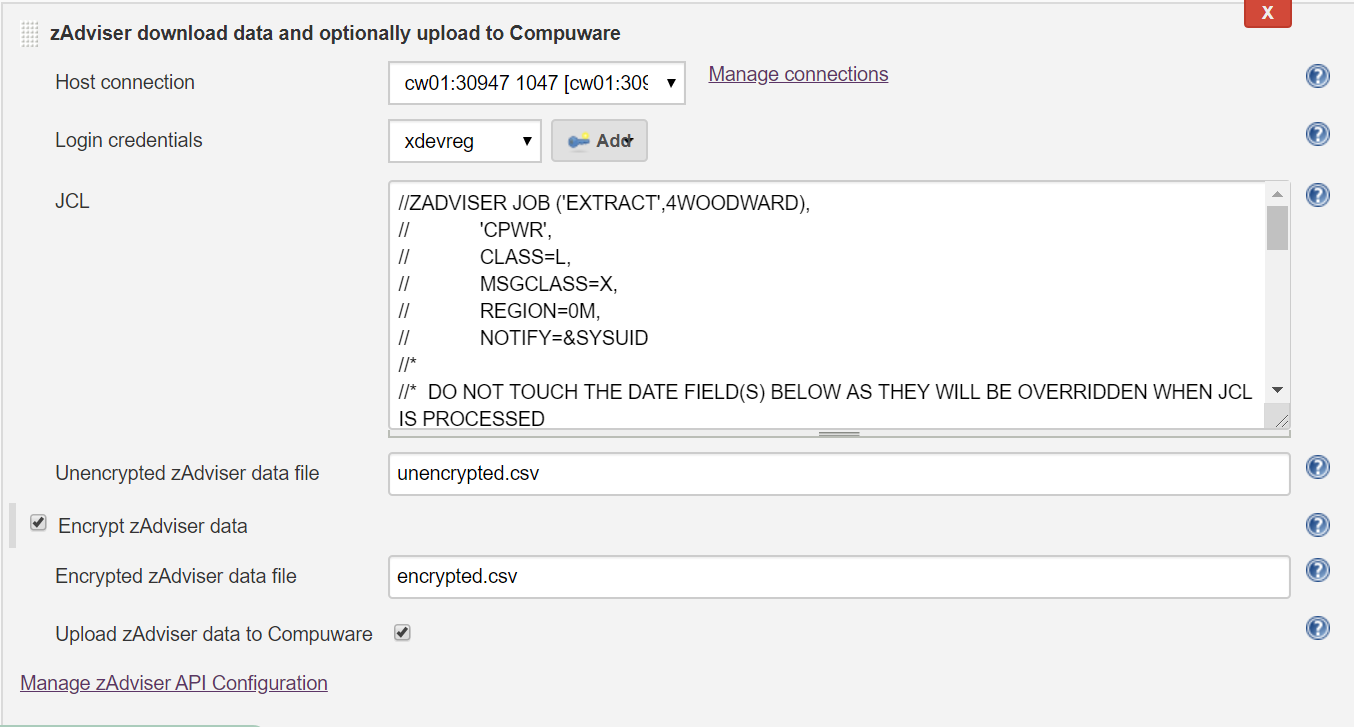 X
zAdviser download data and optionally upload to Compuware
Host connection
cw01:30947 1047 [cw01:309
Manage connections
?
Login credentials
xdevreg
Add
?
JCL
//ZADVISER JOB ('EXTRACT',4WOODWARD),
// 'CPWR',
// CLASS=L,
// MSGCLASS=X,
// REGION=0M,
// NOTIFY=&SYSUID
//*
//* DO NOT TOUCH THE DATE FIELD(S) BELOW AS THEY WILL BE OVERRIDDEN WHEN JCL
IS PROCESSED
?
Unencrypted zAdviser data file
unencrypted.csv
?
Encrypt zAdviser data
?
Encrypted zAdviser data file
encrypted.csv
?
Upload zAdviser data to Compuware
?
Manage zAdviser API Configuration